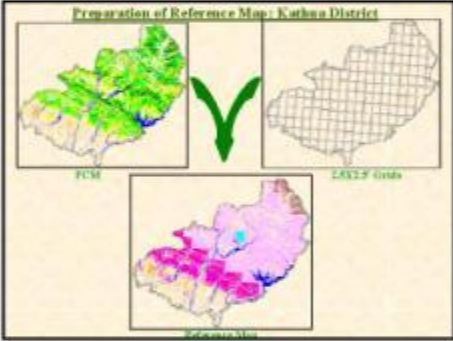 Preparation of Reference Map: Kathua District
FCM
2.5'X2.5' Grids
Reference Map